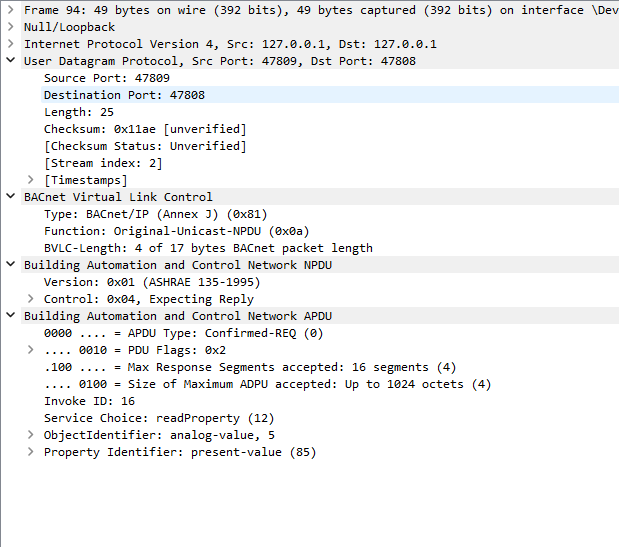 Frame 94: 49 bytes on wire (392 bits), 49 bytes captured (392 bits) on interface \Dev
Null/Loopback
Internet Protocol Version 4, Src: 127.0.0.1, Dst: 127.0.0.1
User Datagram Protocol, Src Port: 47809, Dst Port: 47808
Source Port: 47809
Destination Port: 47808
Length: 25
Checksum: 0x11ae [unverified]
[Checksum Status: Unverified]
[Stream index: 2]
[Timestamps]
BACnet Virtual Link Control
Type: BACnet/IP (Annex J) (0x81)
Function: Original-Unicast-NPDU (0x0a)
BVLC-Length: 4 of 17 bytes BACnet packet length
Building Automation and Control Network NPDU
Version: 0x01 (ASHRAE 135-1995)
Control: 0x04, Expecting Reply
Building Automation and Control Network APDU
0000 .... = APDU Type: Confirmed-REQ (0)
.... 0010 = PDU Flags: 0x2
.100 .... = Max Response Segments accepted: 16 segments (4)
.... 0100 = Size of Maximum ADPU accepted: Up to 1024 octets (4)
Invoke ID: 16
Service Choice: readProperty (12)
ObjectIdentifier: analog-value, 5
Property Identifier: present-value (85)